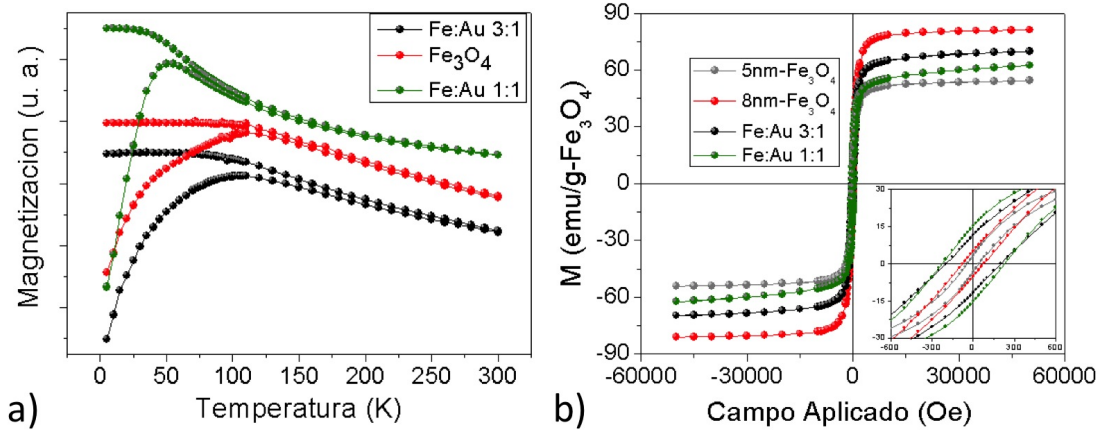 Magnetizacion (u. a.)
Fe:Au 3:1
Fe₃O₄
Fe:Au 1:1
0 50 100 150 200 250 300
Temperatura (K)
a)
M (emu/g-Fe₃O₄)
90
60
30
0
-30
-60
-90
5nm-Fe₃O₄
8nm-Fe₃O₄
Fe:Au 3:1
Fe:Au 1:1
30
15
0
-15
-30
-600 -300 0 300 600
-60000 -30000 0 30000 60000
Campo Aplicado (Oe)
b)